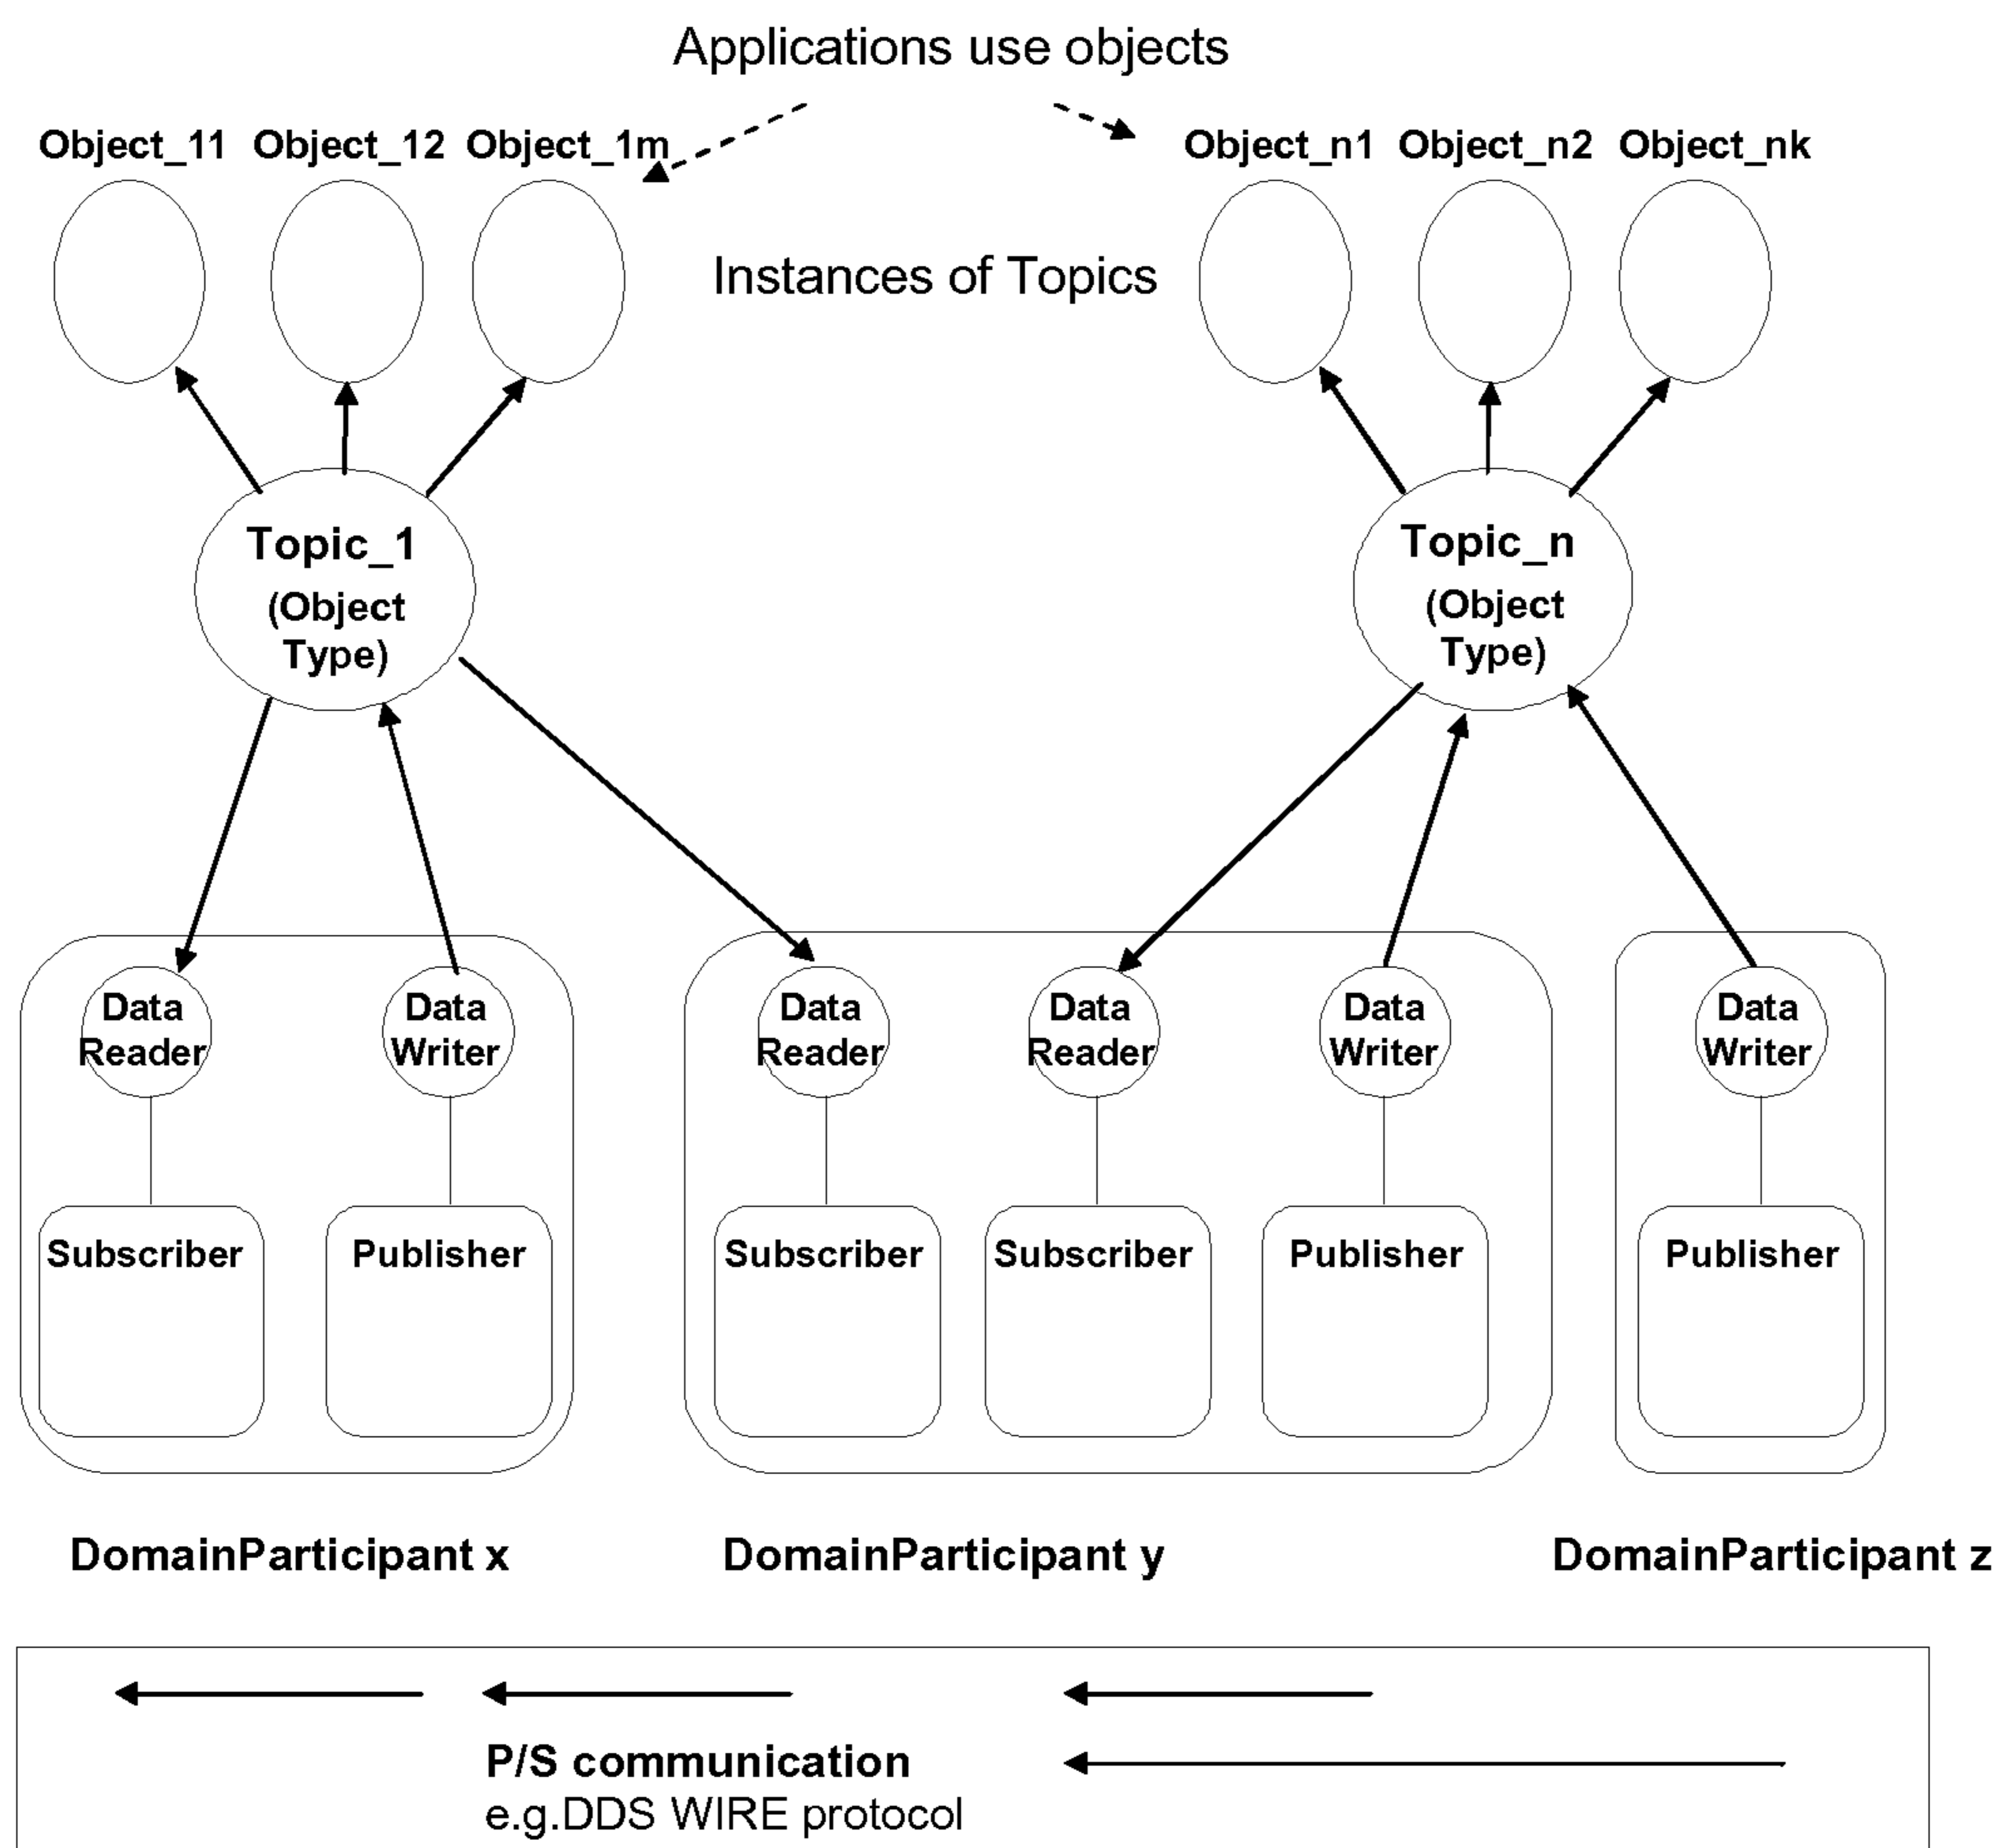 Applications use objects
Object_11 Object_12 Object_1m Object_n1 Object_n2 Object_nk
Instances of Topics
Topic_1
(Object
Type)
Topic_n
(Object
Type)
Data
Reader
Data
Writer
Data
Reader
Data
Reader
Data
Writer
Data
Writer
Subscriber
Publisher
Subscriber
Subscriber
Publisher
Publisher
DomainParticipant x
DomainParticipant y
DomainParticipant z
P/S communication
e.g.DDS WIRE protocol